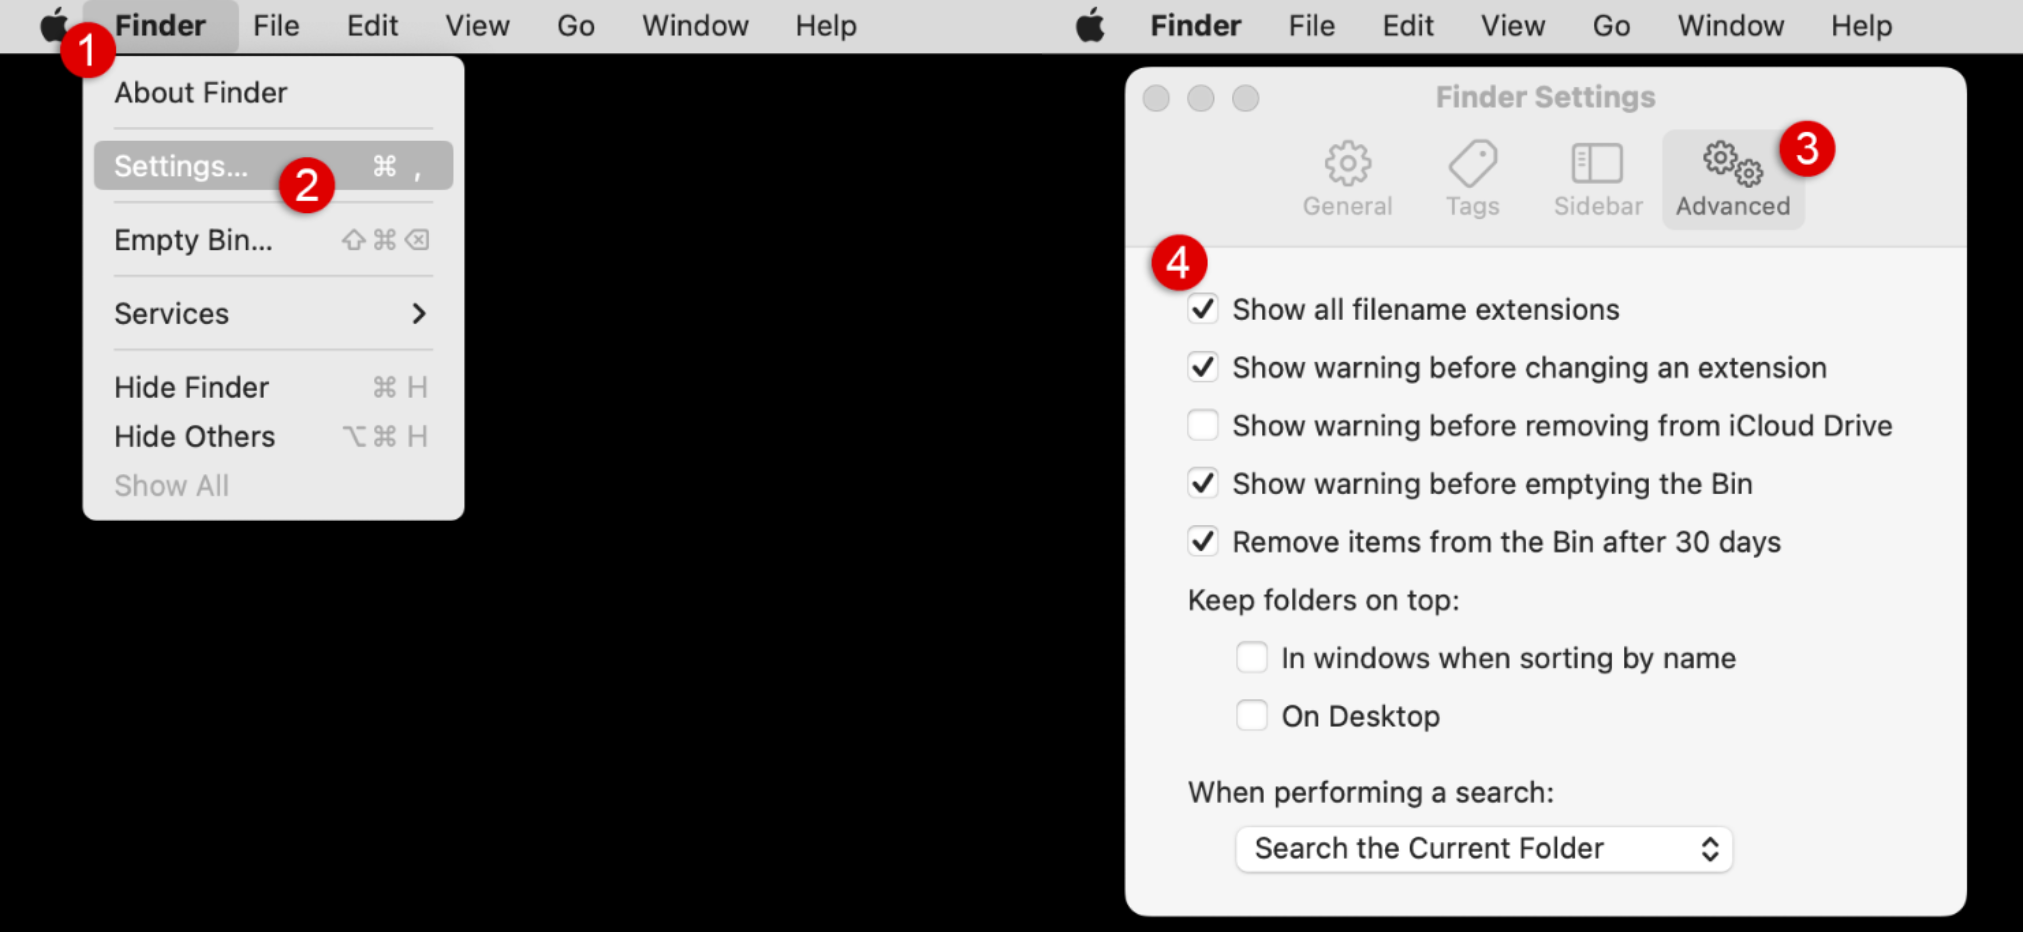 Finder File Edit View Go Window Help
1
About Finder
Settings... ⌘ ,
2
Empty Bin... ⇧ ⌘ ⌫
Services >
Hide Finder ⌘ H
Hide Others ⌥ ⌘ H
Show All
Finder File Edit View Go Window Help
Finder Settings
General Tags Sidebar Advanced
3
4
Show all filename extensions
Show warning before changing an extension
Show warning before removing from iCloud Drive
Show warning before emptying the Bin
Remove items from the Bin after 30 days
Keep folders on top:
In windows when sorting by name
On Desktop
When performing a search:
Search the Current Folder